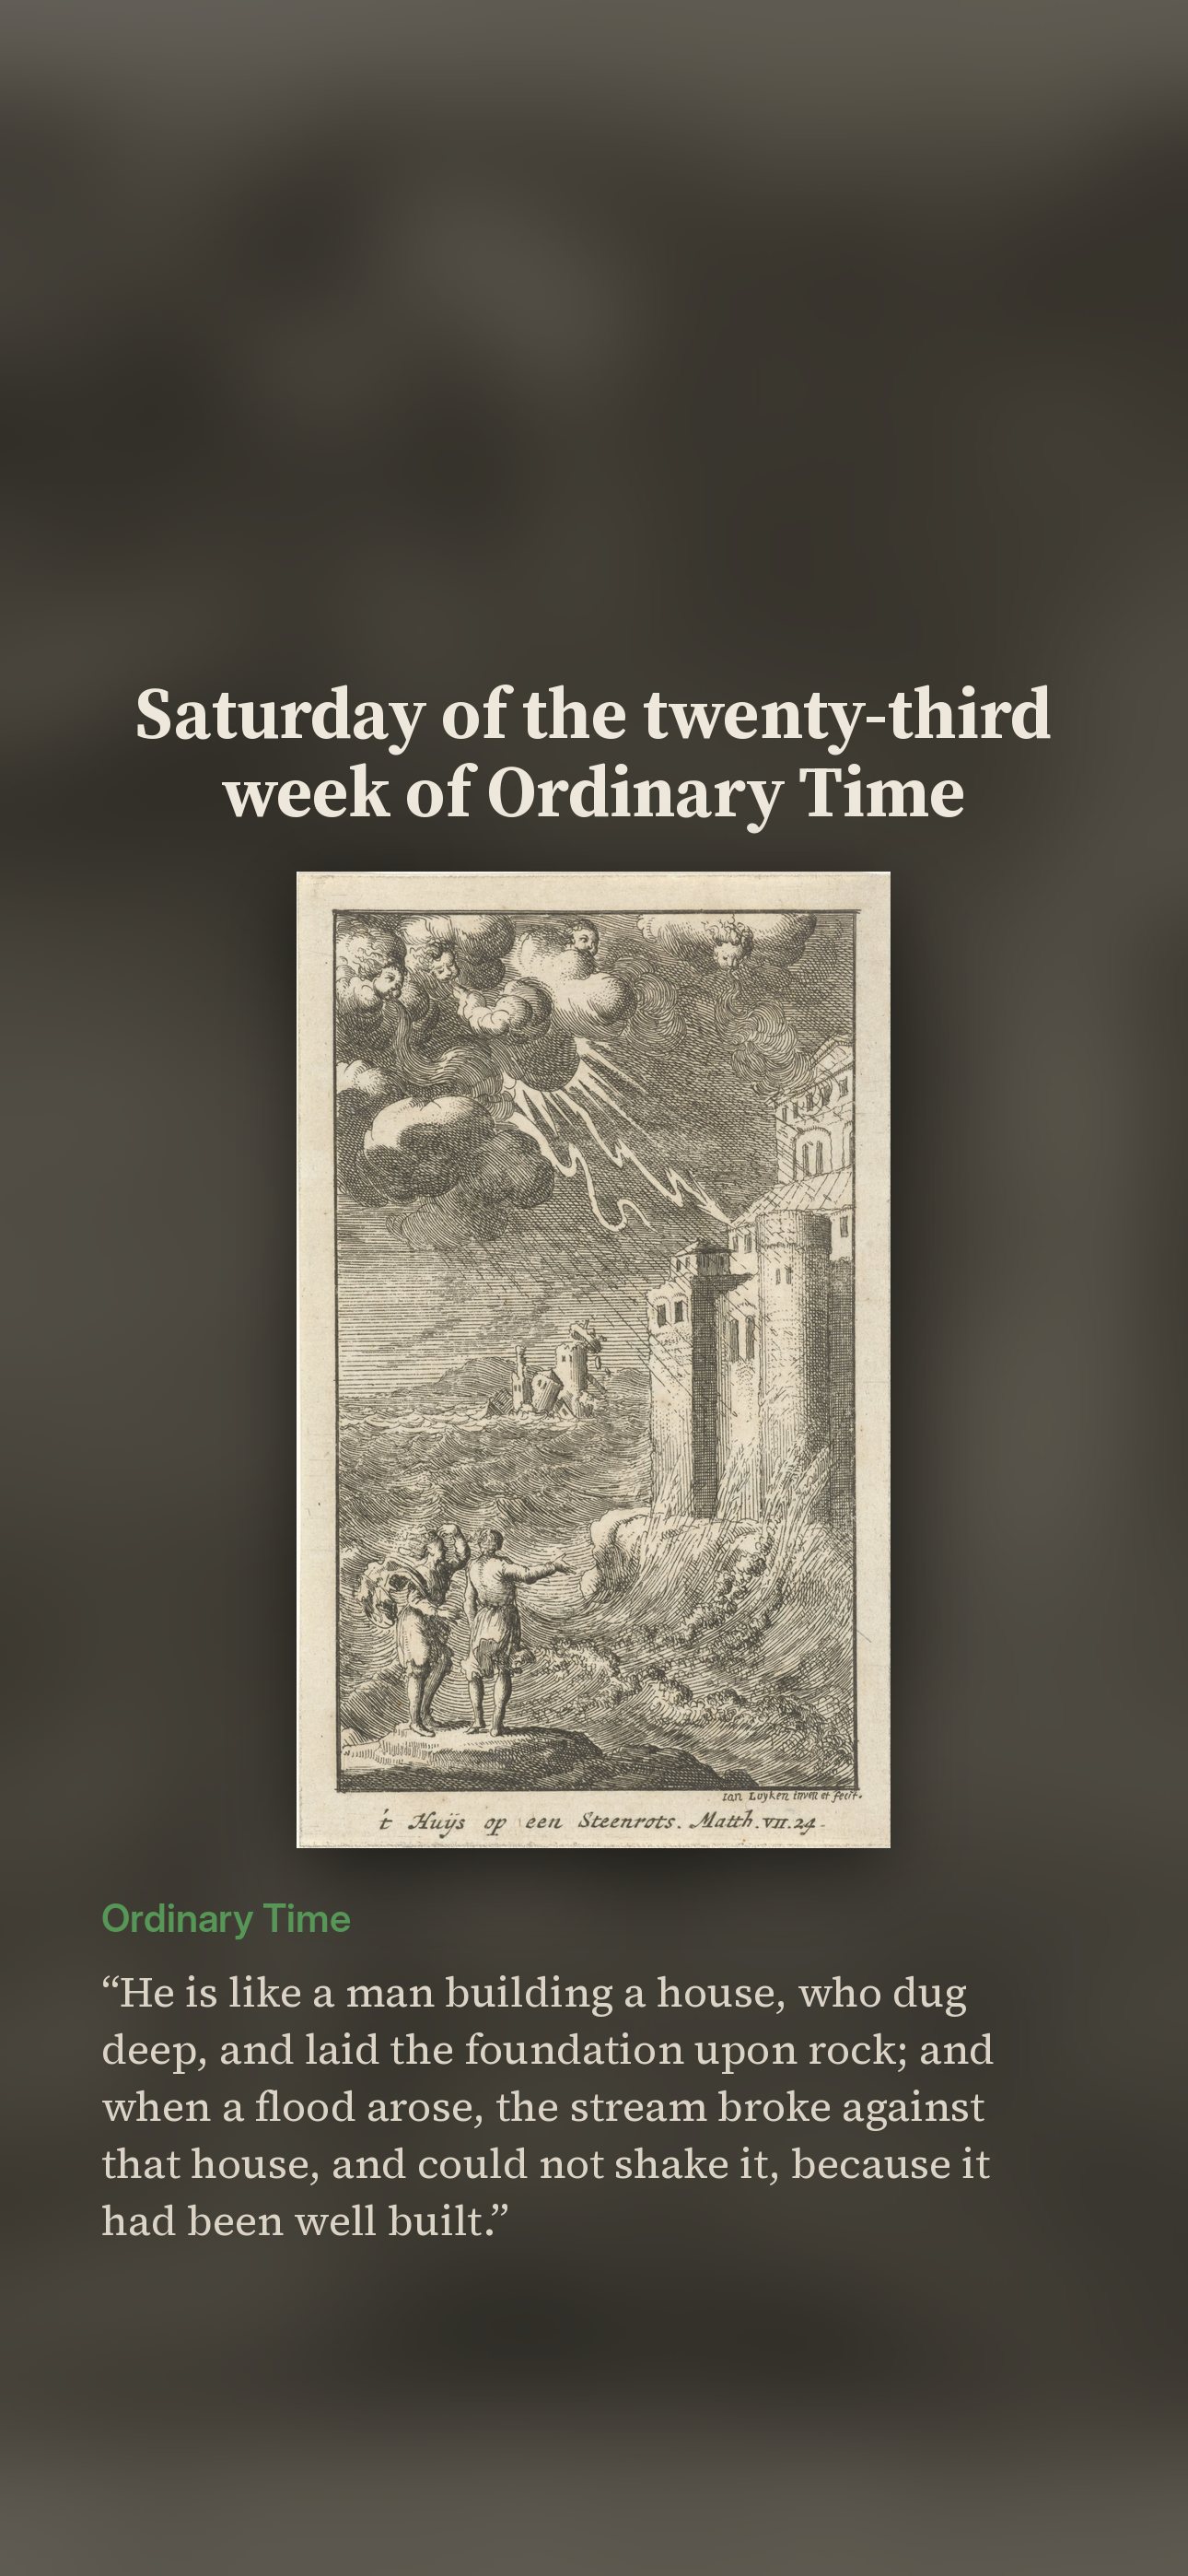 Saturday of the twenty-third
week of Ordinary Time
Ian Luyken inven et fecit.
't Huijs op een Steenrots. Matth. VII. 24.
Ordinary Time
“He is like a man building a house, who dug
deep, and laid the foundation upon rock; and
when a flood arose, the stream broke against
that house, and could not shake it, because it
had been well built.”